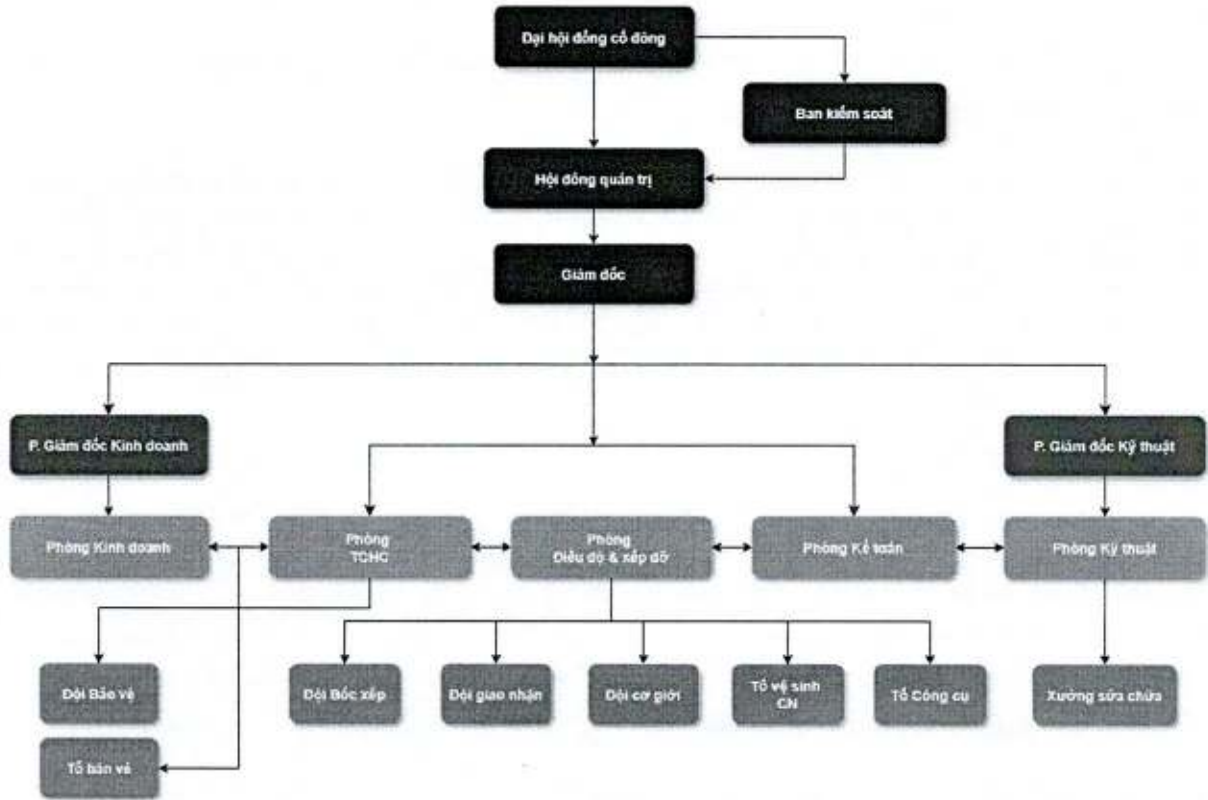 Đại hội đồng cổ đông
Ban kiểm soát
Hội đồng quản trị
Giám đốc
P. Giám đốc Kinh doanh
P. Giám đốc Kỹ thuật
Phòng Kinh doanh
Phòng
TCHC
Phòng
Điều độ & xếp dỡ
Phòng Kế toán
Phòng Kỹ thuật
Đội Bảo vệ
Đội Bốc xếp
Đội giao nhận
Đội cơ giới
Tổ vệ sinh
CN
Tổ Công cụ
Xưởng sửa chữa
Tổ bán vé